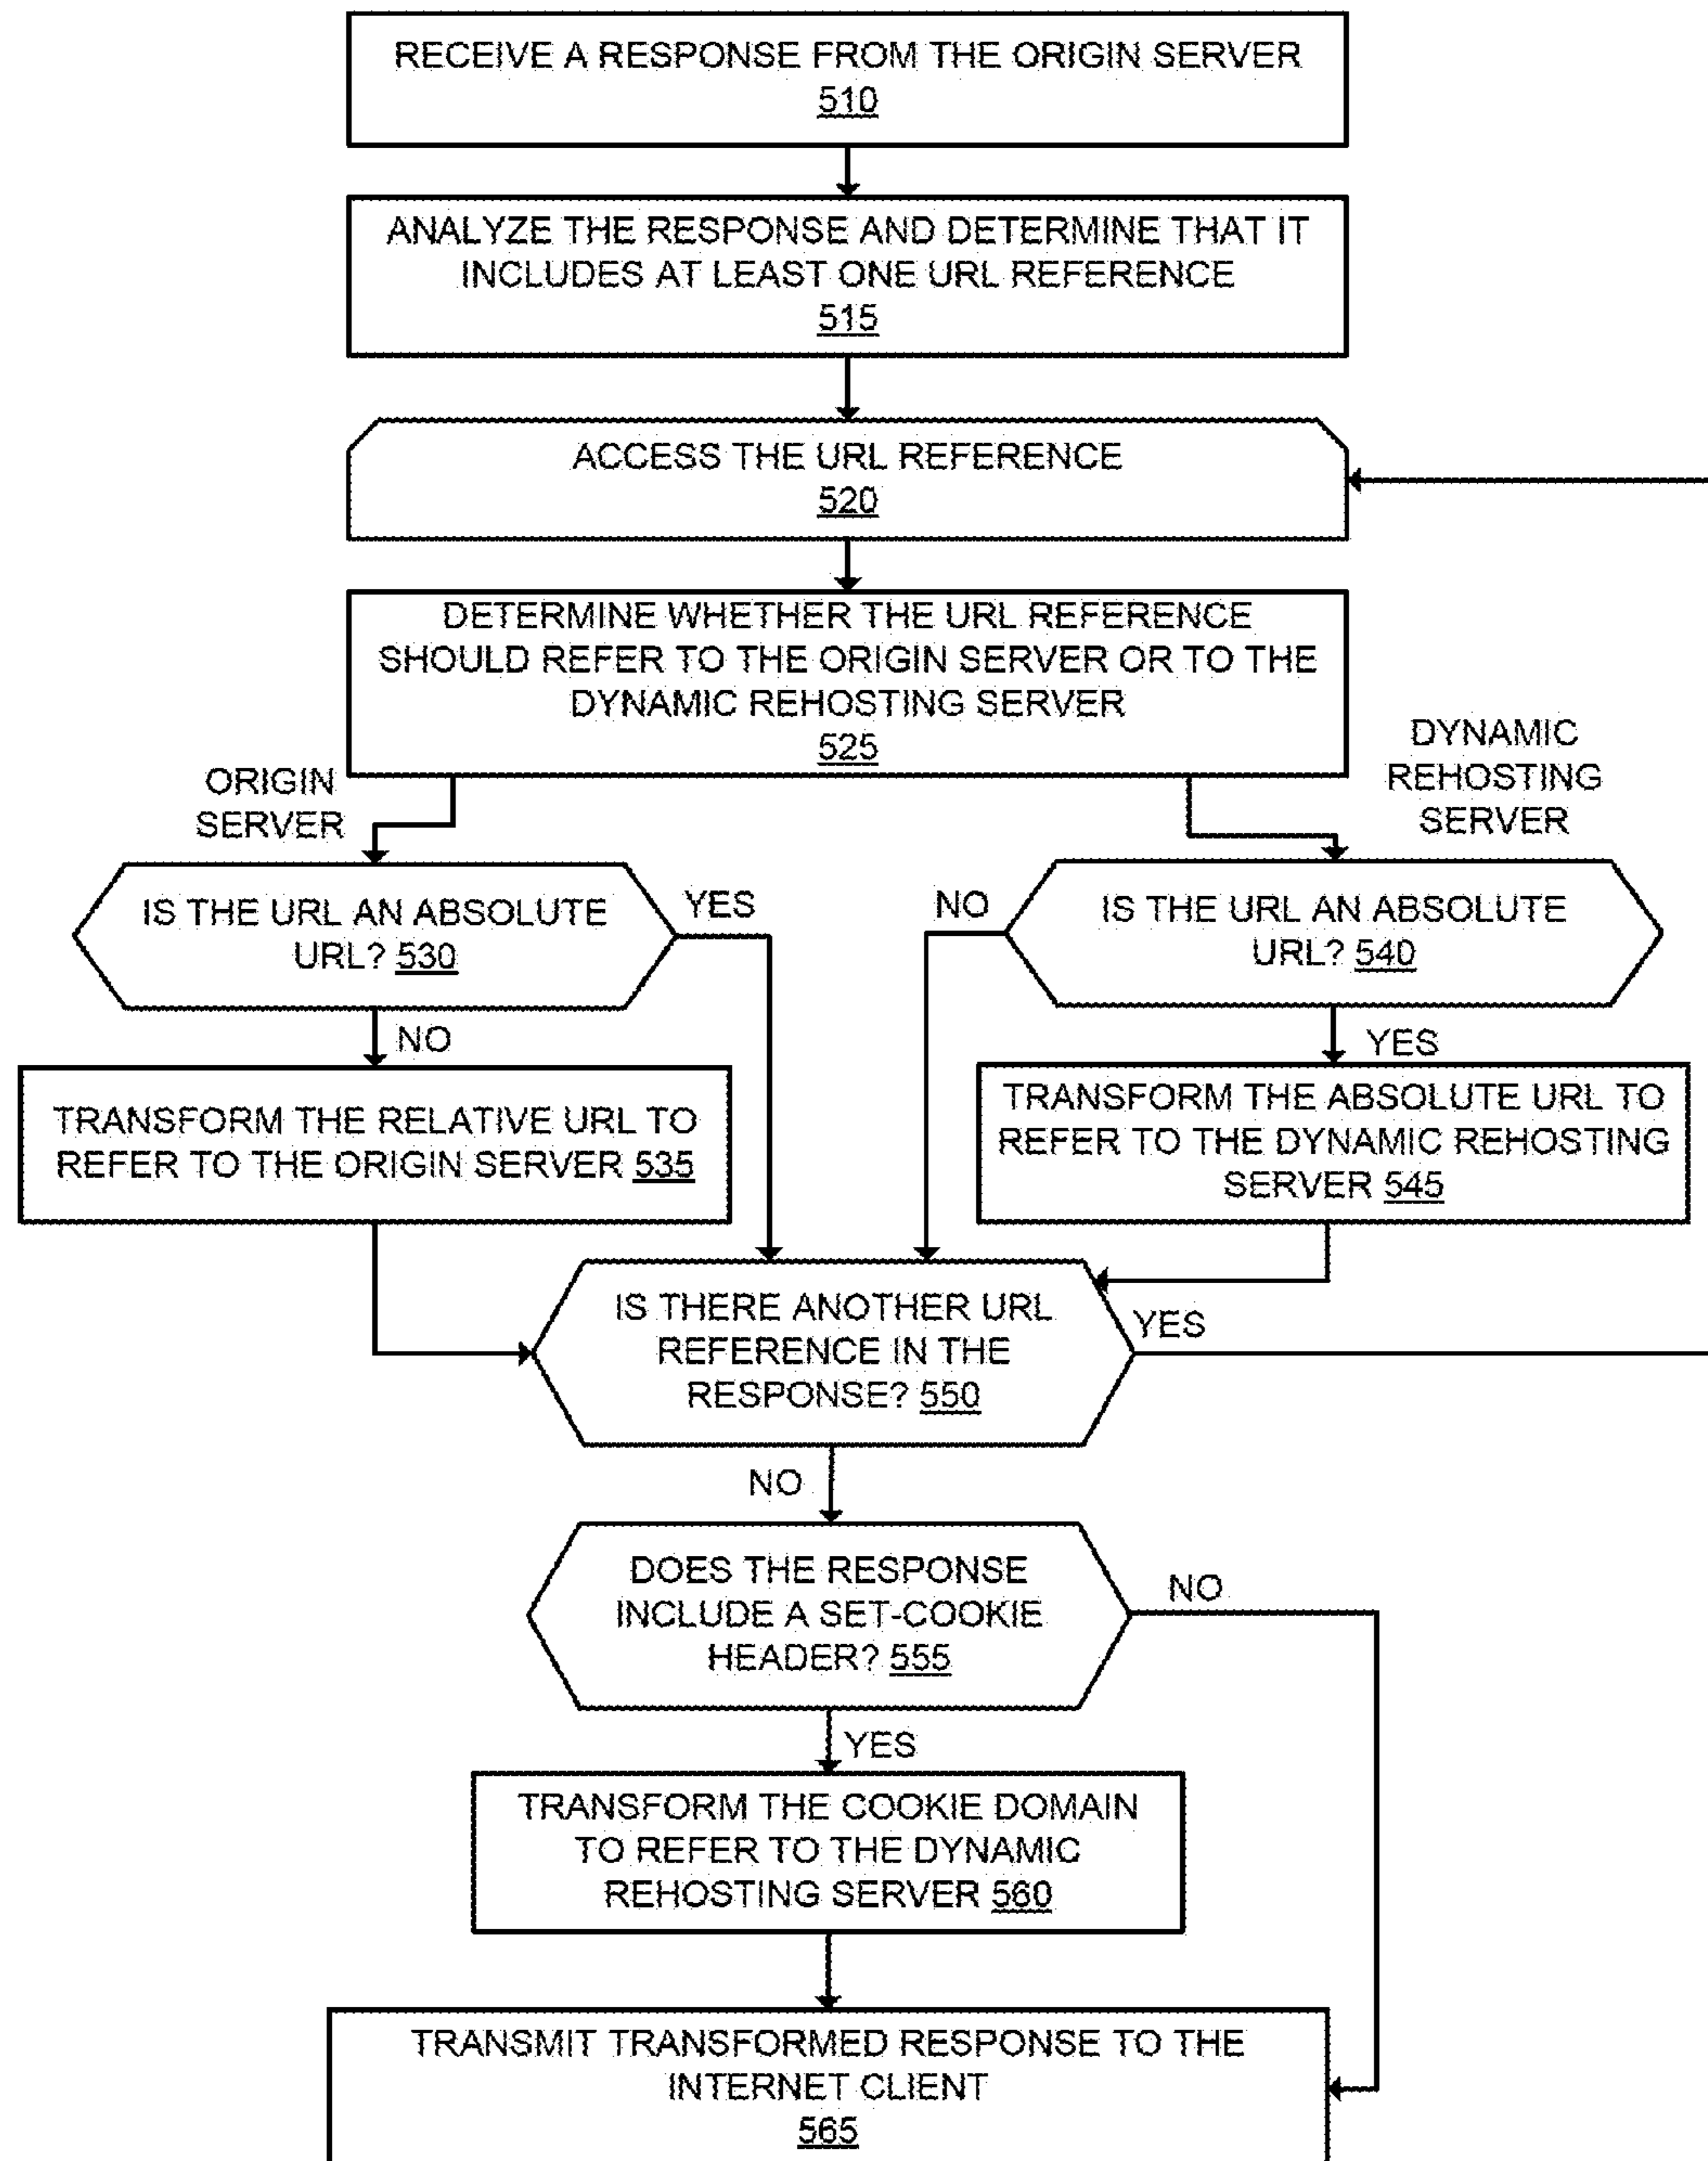 RECEIVE A RESPONSE FROM THE ORIGIN SERVER
510
ANALYZE THE RESPONSE AND DETERMINE THAT IT
INCLUDES AT LEAST ONE URL REFERENCE
515
ACCESS THE URL REFERENCE
520
DETERMINE WHETHER THE URL REFERENCE
SHOULD REFER TO THE ORIGIN SERVER OR TO THE
DYNAMIC REHOSTING SERVER
525
ORIGIN
SERVER
DYNAMIC
REHOSTING
SERVER
IS THE URL AN ABSOLUTE
URL? 530
YES
NO
NO
IS THE URL AN ABSOLUTE
URL? 540
YES
TRANSFORM THE RELATIVE URL TO
REFER TO THE ORIGIN SERVER 535
TRANSFORM THE ABSOLUTE URL TO
REFER TO THE DYNAMIC REHOSTING
SERVER 545
IS THERE ANOTHER URL
REFERENCE IN THE
RESPONSE? 550
YES
NO
DOES THE RESPONSE
INCLUDE A SET-COOKIE
HEADER? 555
NO
YES
TRANSFORM THE COOKIE DOMAIN
TO REFER TO THE DYNAMIC
REHOSTING SERVER 560
TRANSMIT TRANSFORMED RESPONSE TO THE
INTERNET CLIENT
565